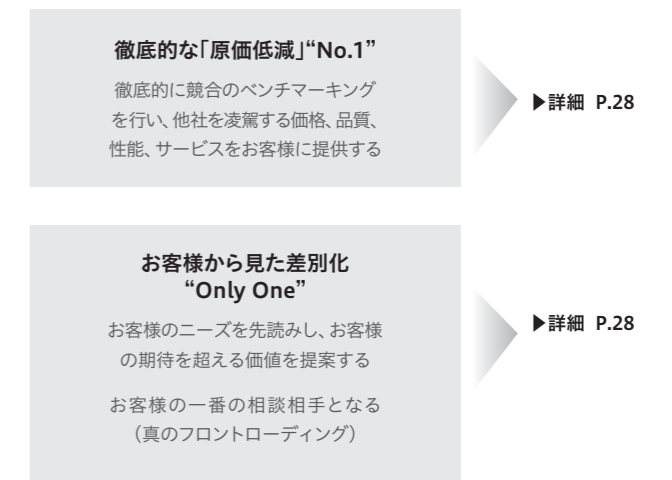 徹底的な「原価低減」“No.1”
徹底的に競合のベンチマーキング
を行い、他社を凌駕する価格、品質、
性能、サービスをお客様に提供する
▶詳細 P.28
お客様から見た差別化
“Only One”
お客様のニーズを先読みし、お客様
の期待を超える価値を提案する
お客様の一番の相談相手となる
（真のフロントローディング）
▶詳細 P.28